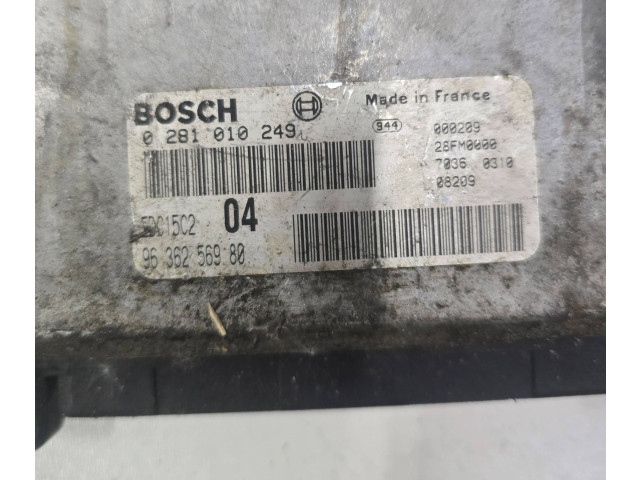 BOSCH
Made in France
0 281 010 249
944 000209
28FM0000
7036 0310
08209
EDC15C2 04
96 362 569 80